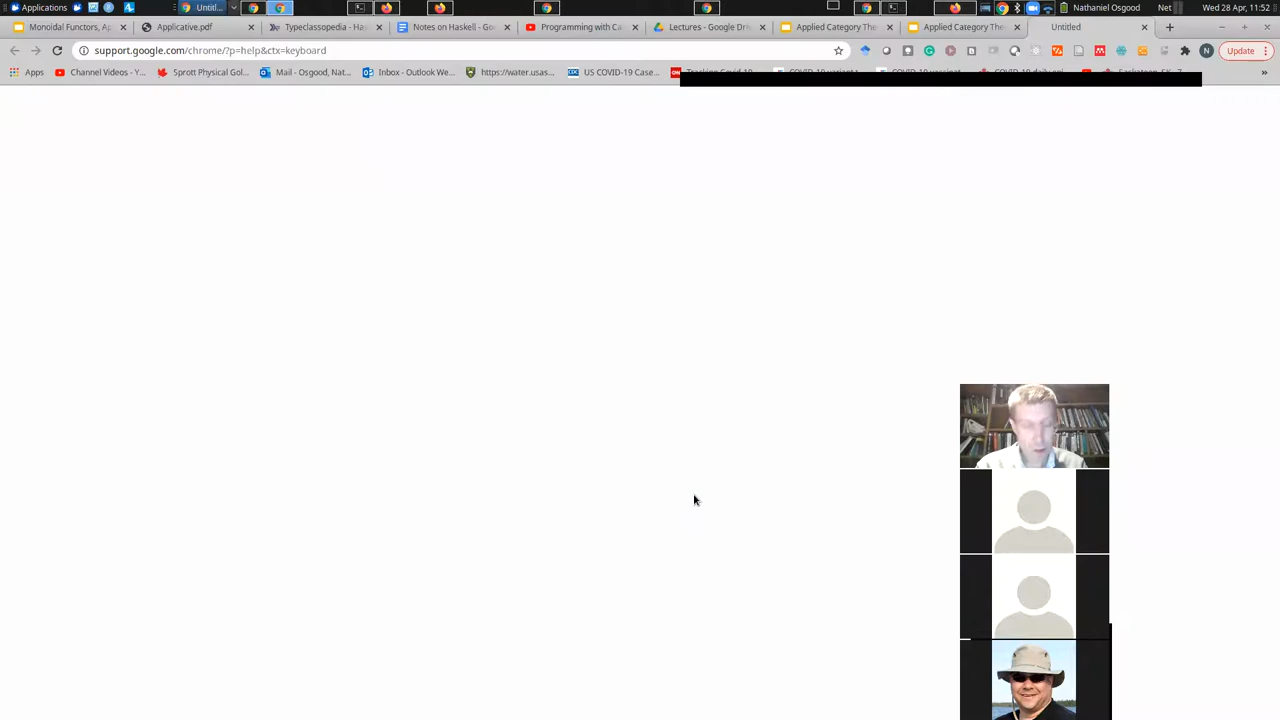 Applications Untitl... Nathaniel Osgood Net Wed 28 Apr, 11:52
Monoidal Functors, Ap Applicative.pdf Typeclassopedia - Has Notes on Haskell - Goo Programming with Ca Lectures - Google Driv Applied Category The Applied Category The Untitled
support.google.com/chrome/?p=help&ctx=keyboard N Update
Apps Channel Videos - Y... Sprott Physical Gol... Mail - Osgood, Nat... Inbox - Outlook We... https://water.usas... US COVID-19 Case... »